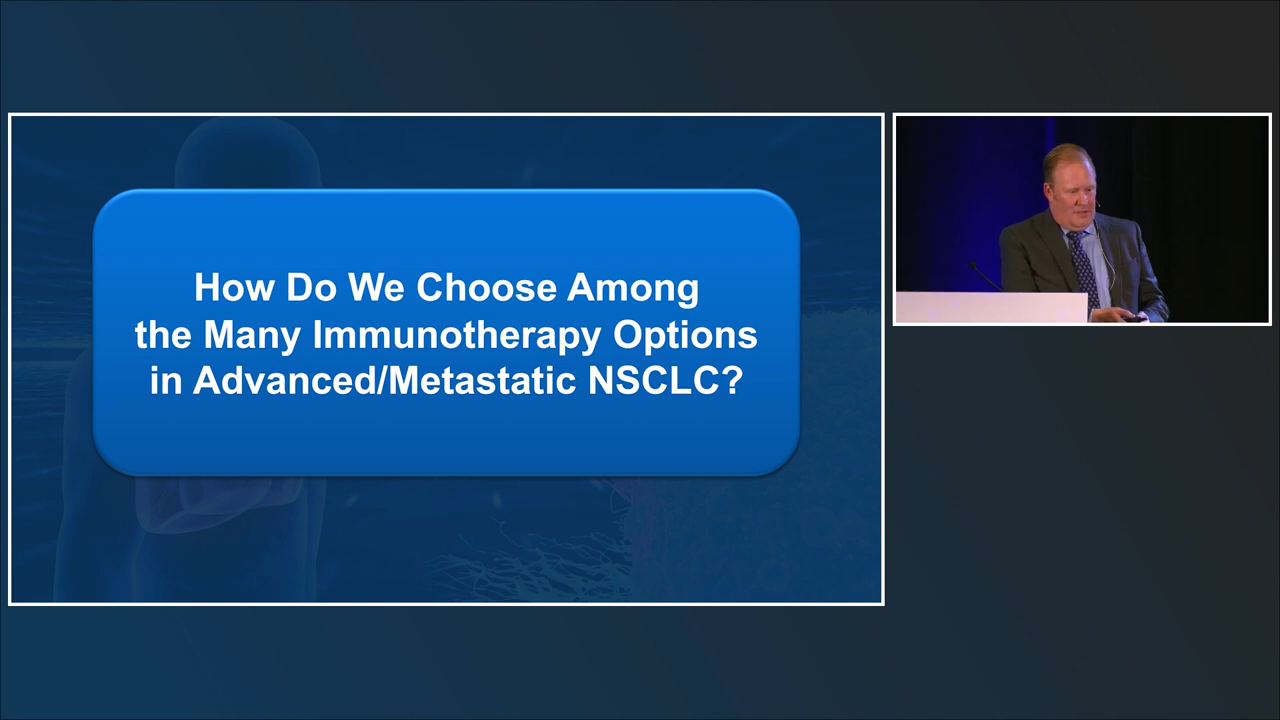 How Do We Choose Among
the Many Immunotherapy Options
in Advanced/Metastatic NSCLC?